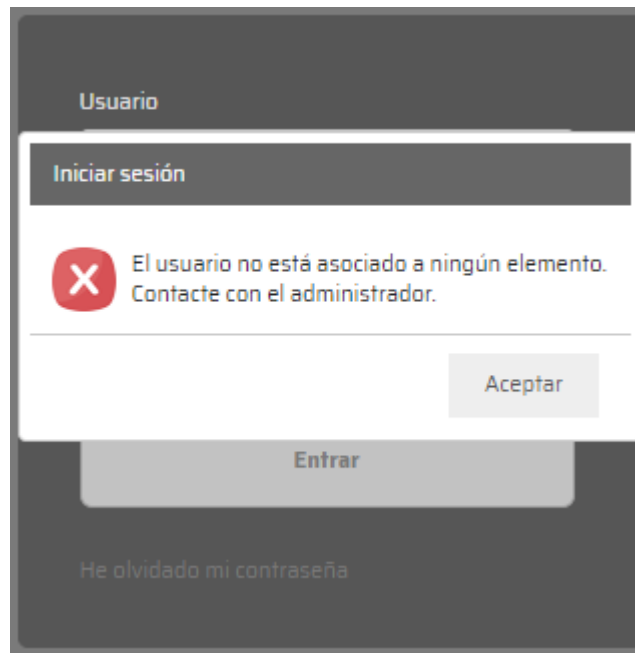 Usuario
Iniciar sesión
El usuario no está asociado a ningún elemento.
Contacte con el administrador.
Aceptar
Entrar
He olvidado mi contraseña